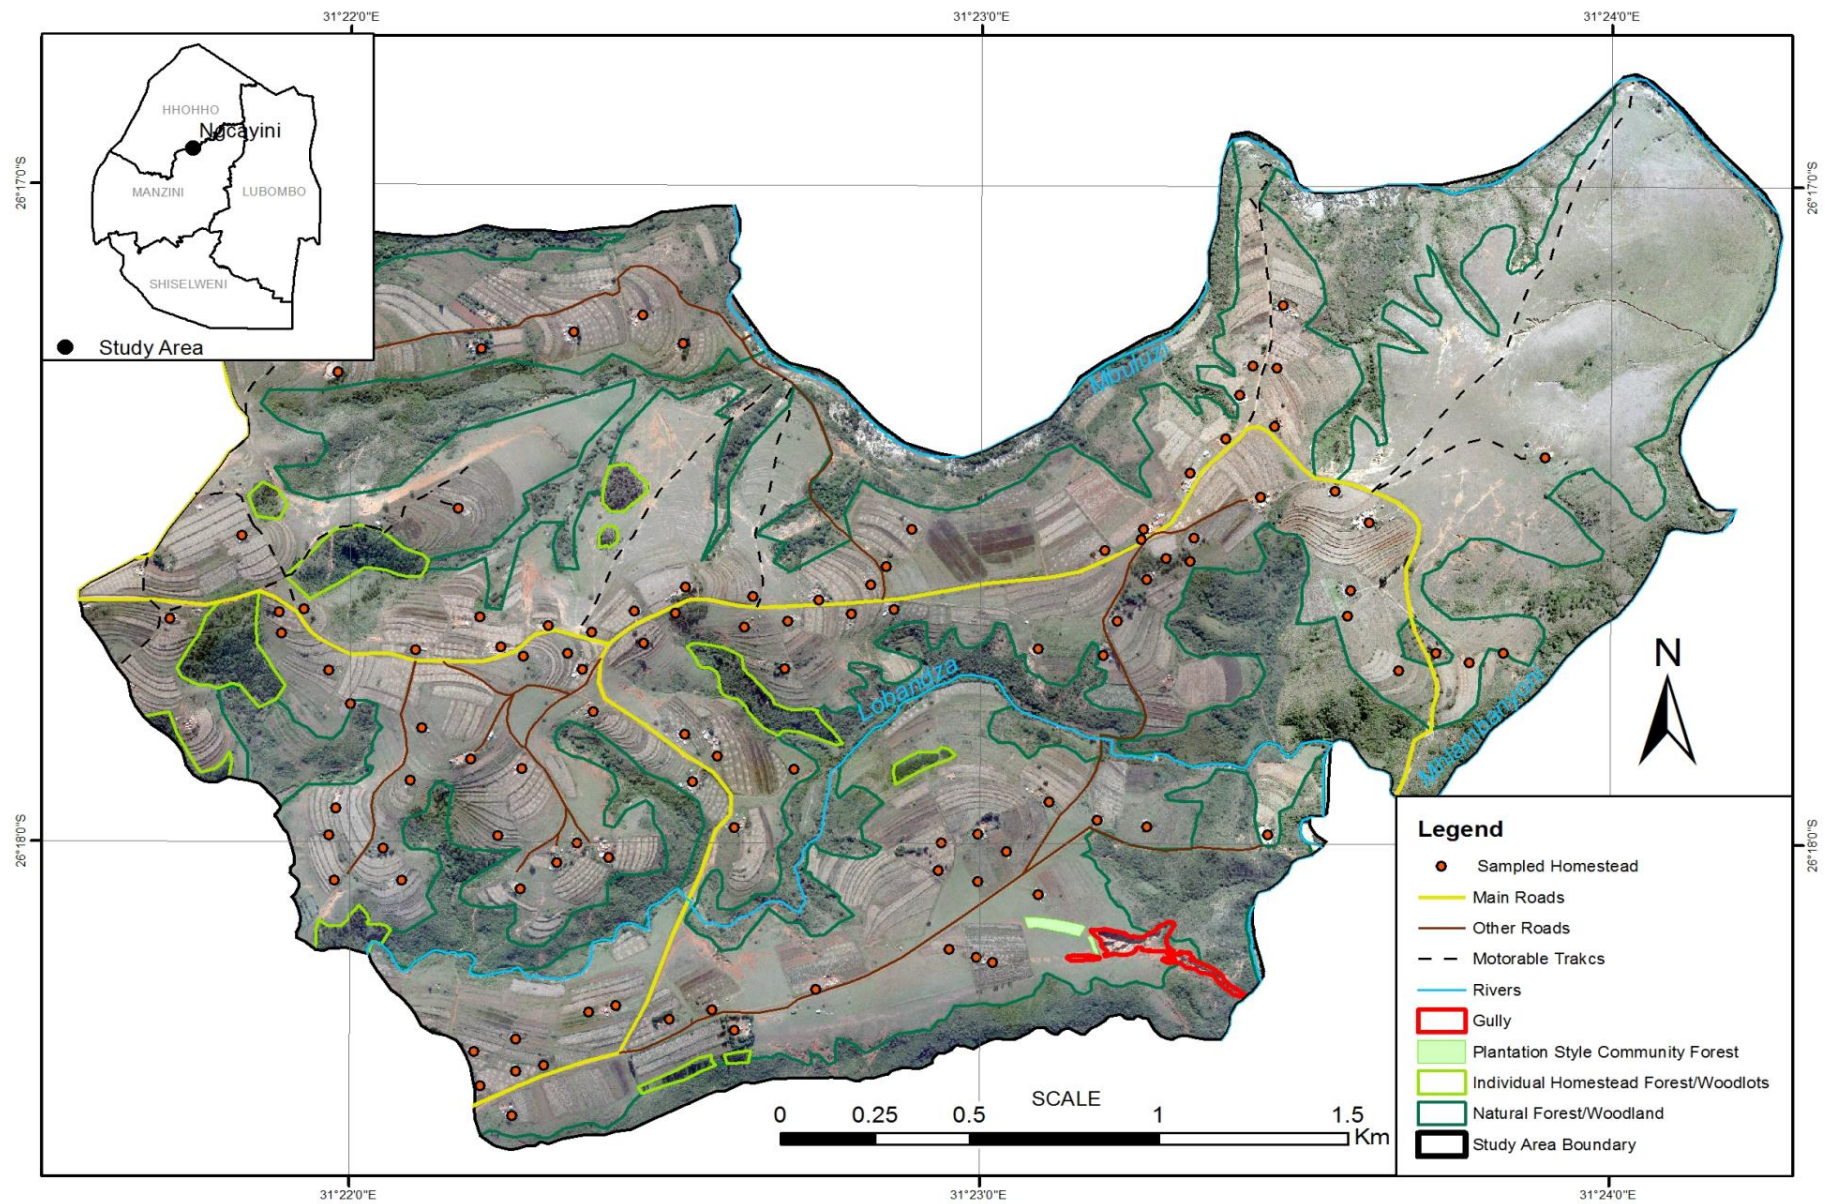 31°22'0"E
31°23'0"E
31°24'0"E
26°17'0"S
26°17'0"S
HHOHHO
Ngcayini
MANZINI
LUBOMBO
SHISELWENI
Study Area
Mbuluzi
Lobandza
Mhlambanyoni
N
26°18'0"S
26°18'0"S
Legend
Sampled Homestead
Main Roads
Other Roads
Motorable Trakcs
Rivers
Gully
Plantation Style Community Forest
Individual Homestead Forest/Woodlots
Natural Forest/Woodland
Study Area Boundary
SCALE
0 0.25 0.5 1 1.5
Km
31°22'0"E
31°23'0"E
31°24'0"E